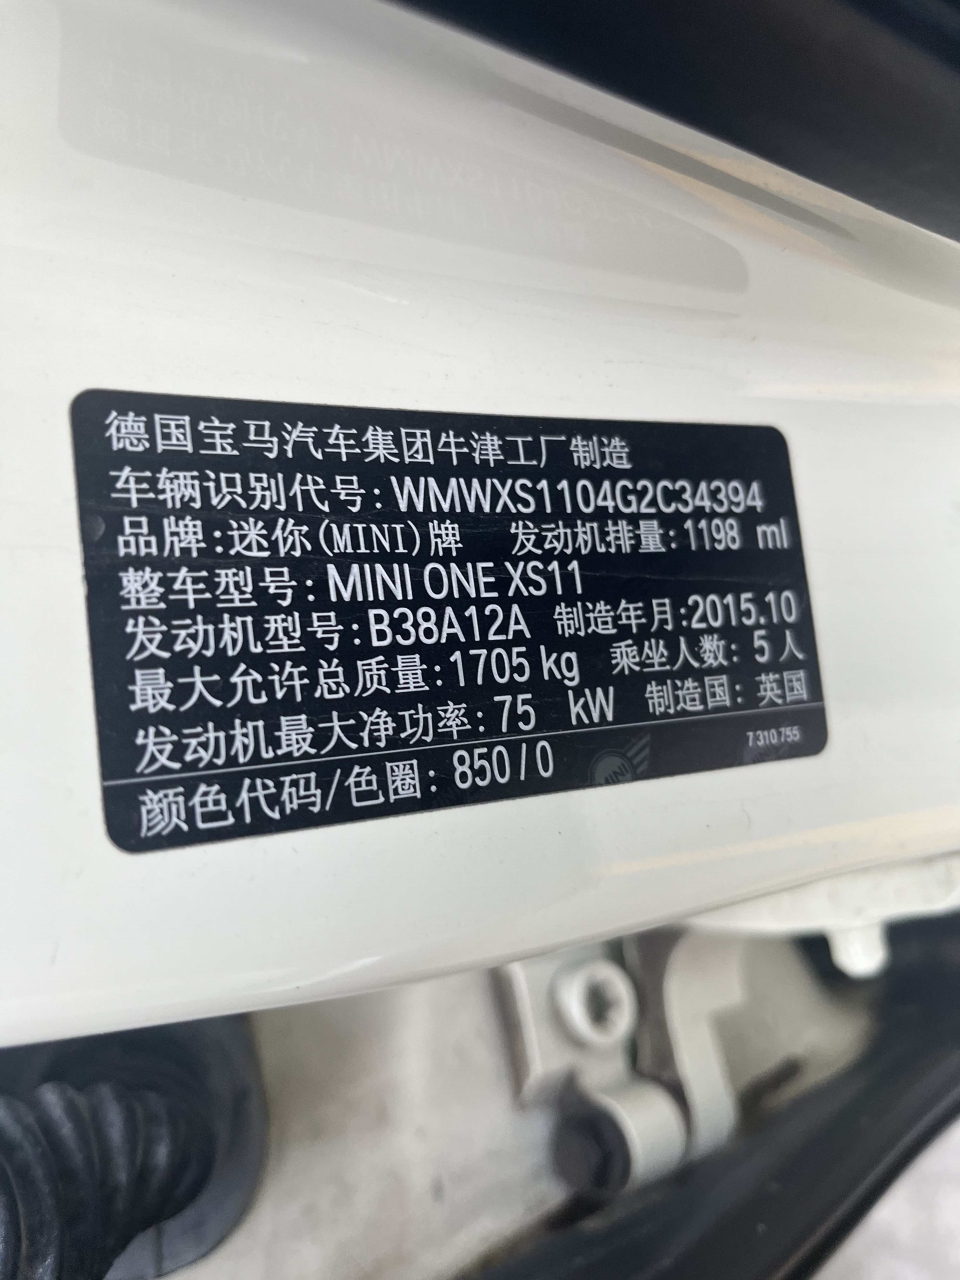 德国宝马汽车集团牛津工厂制造
车辆识别代号: WMWXS1104G2C34394
品牌:迷你(MINI)牌 发动机排量: 1198 ml
整车型号: MINI ONE XS11
发动机型号: B38A12A 制造年月:2015.10
最大允许总质量:1705 kg 乘坐人数: 5 人
发动机最大净功率: 75 kW 制造国: 英国
颜色代码/色圈: 850 / 0
MINI
7 310 755